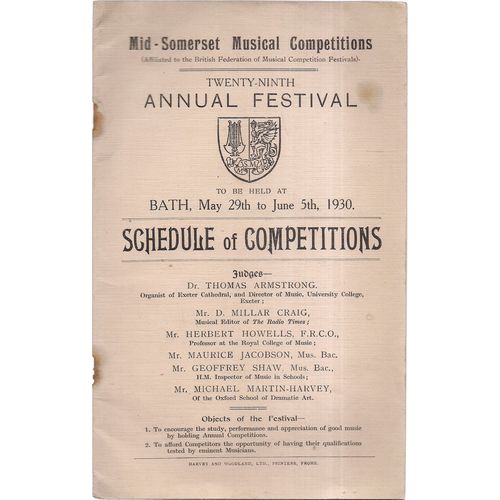 Mid-Somerset Musical Competitions
(Affiliated to the British Federation of Musical Competition Festivals).
TWENTY-NINTH
ANNUAL FESTIVAL
TO BE HELD AT
BATH, May 29th to June 5th, 1930.
SCHEDULE of COMPETITIONS
Judges—
Dr. THOMAS ARMSTRONG.
Organist of Exeter Cathedral, and Director of Music, University College,
Exeter;
Mr. D. MILLAR CRAIG,
Musical Editor of The Radio Times;
Mr. HERBERT HOWELLS, F.R.C.O.,
Professor at the Royal College of Music;
Mr. MAURICE JACOBSON, Mus. Bac.
Mr. GEOFFREY SHAW, Mus. Bac.,
H.M. Inspector of Music in Schools;
Mr. MICHAEL MARTIN-HARVEY,
Of the Oxford School of Dramatic Art.
Objects of the Festival—
1. To encourage the study, performance and appreciation of good music
by holding Annual Competitions.
2. To afford Competitors the opportunity of having their qualifications
tested by eminent Musicians.
HARVEY AND WOODLAND, LTD., PRINTERS, FROME.